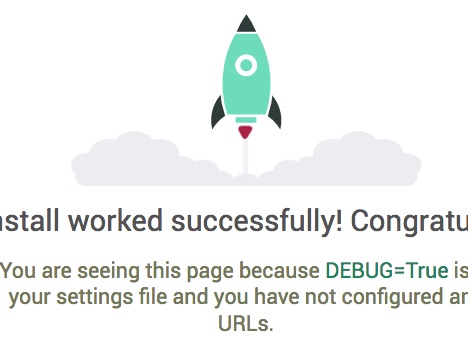 nstall worked successfully! Congratu
You are seeing this page because DEBUG=True is
your settings file and you have not configured an
URLs.